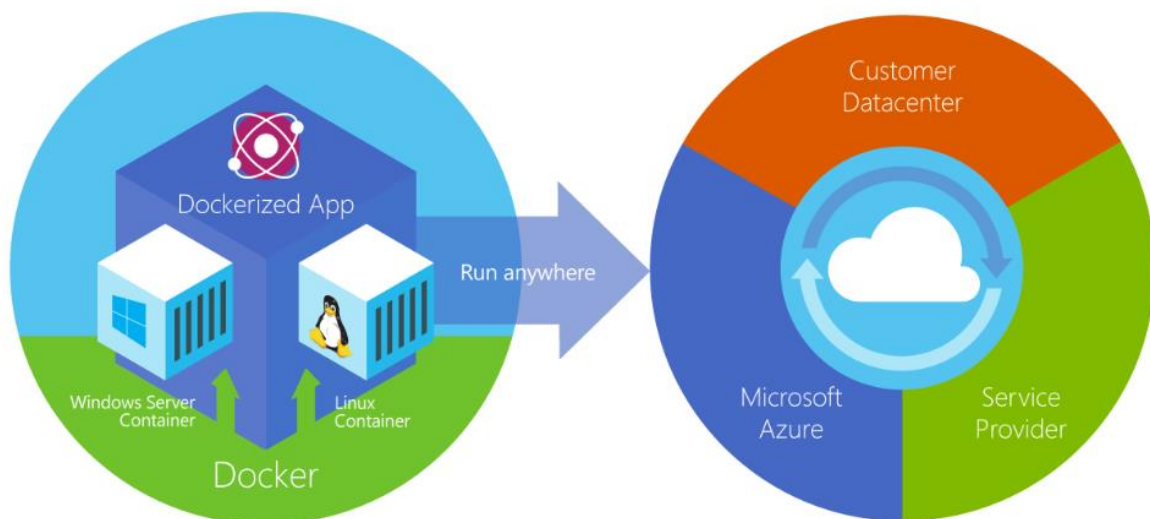 Dockerized App
Windows Server
Container
Linux
Container
Docker
Run anywhere
Customer
Datacenter
Microsoft
Azure
Service
Provider